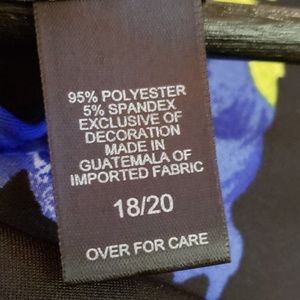 95% POLYESTER
5% SPANDEX
EXCLUSIVE OF
DECORATION
MADE IN
GUATEMALA OF
IMPORTED FABRIC
18/20
OVER FOR CARE